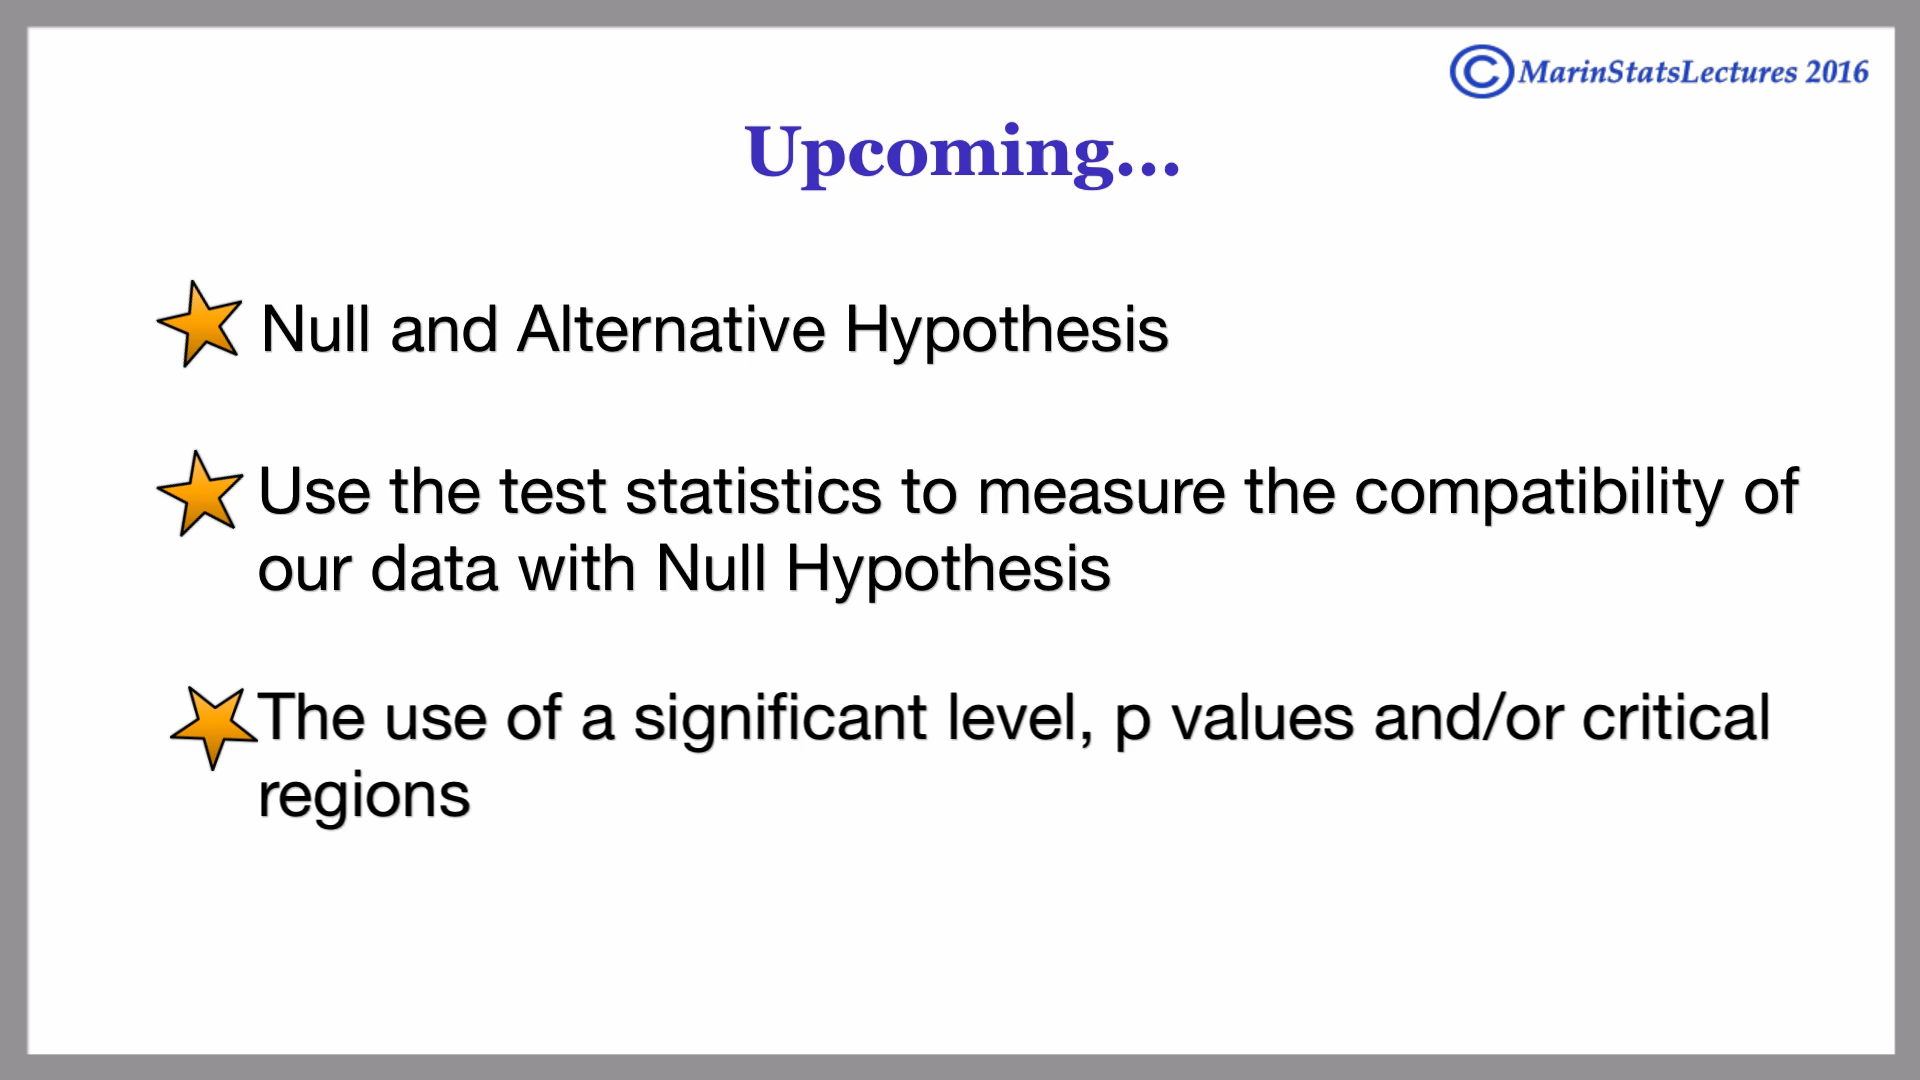 ©MarinStatsLectures 2016
Upcoming...
Null and Alternative Hypothesis
Use the test statistics to measure the compatibility of
our data with Null Hypothesis
The use of a significant level, p values and/or critical
regions